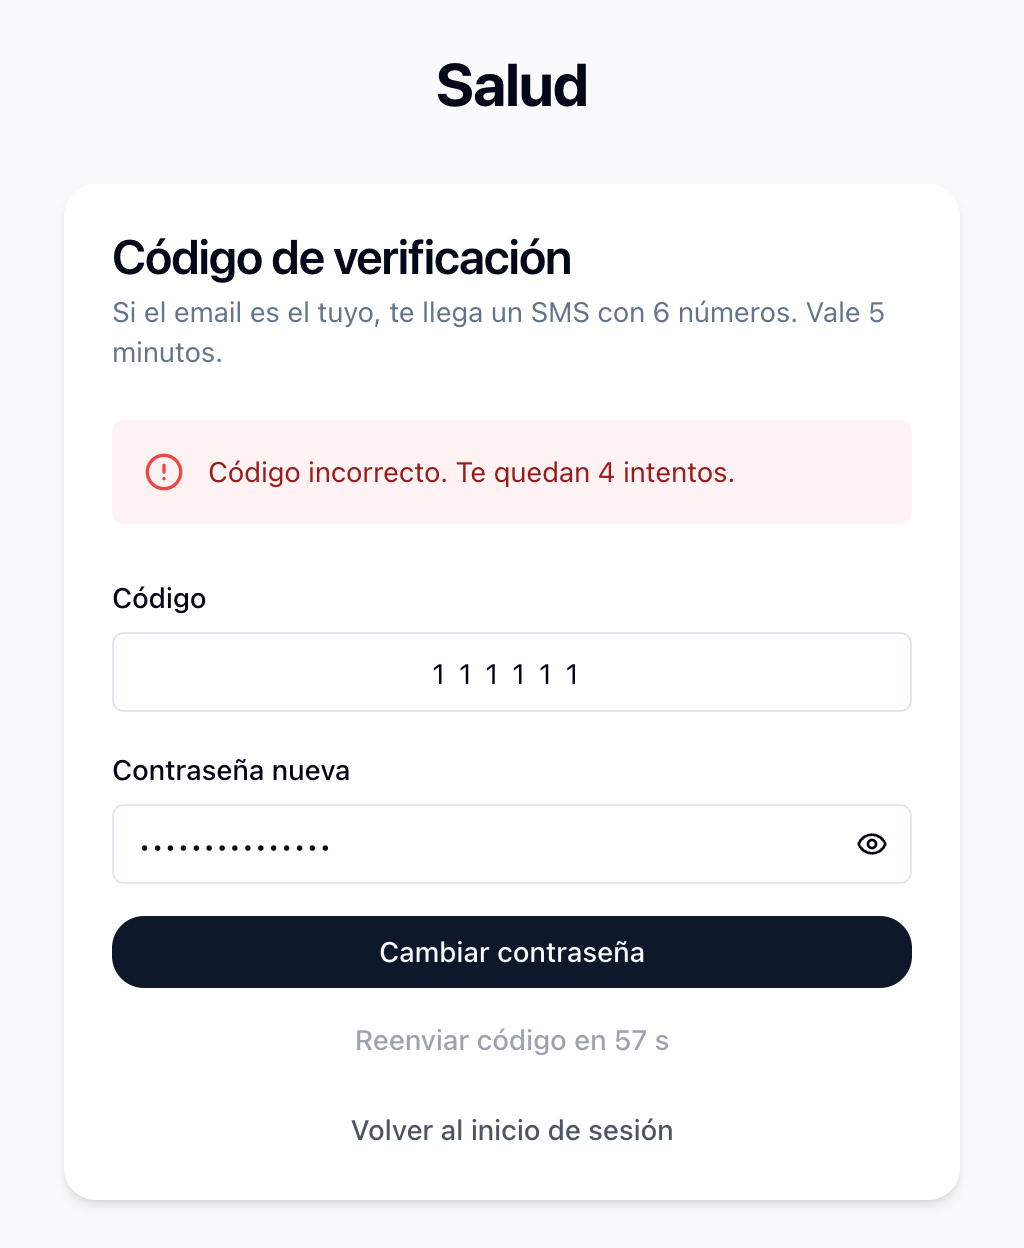 Salud
Código de verificación
Si el email es el tuyo, te llega un SMS con 6 números. Vale 5
minutos.
Código incorrecto. Te quedan 4 intentos.
Código
1 1 1 1 1 1
Contraseña nueva
•••••••••••••••
Cambiar contraseña
Reenviar código en 57 s
Volver al inicio de sesión